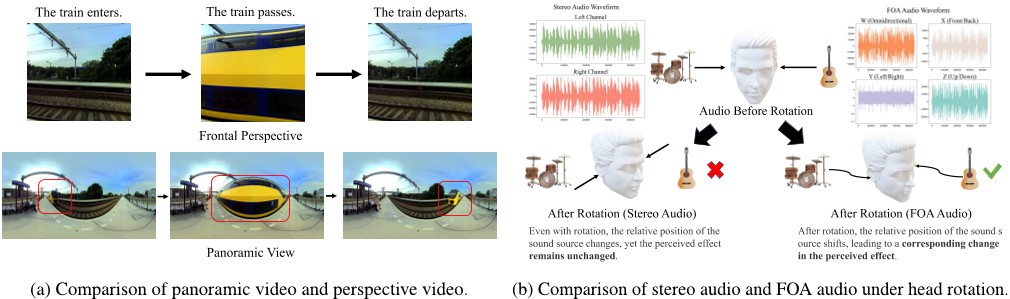 The train enters.
The train passes.
The train departs.
Frontal Perspective
Panoramic View
(a) Comparison of panoramic video and perspective video.
Stereo Audio Waveform
Left Channel
Right Channel
FOA Audio Waveform
W (Omnidirectional)
X (Front/Back)
Y (Left/Right)
Z (Up/Down)
Audio Before Rotation
After Rotation (Stereo Audio)
Even with rotation, the relative position of the
sound source changes, yet the perceived effect
remains unchanged.
After Rotation (FOA Audio)
After rotation, the relative position of the sound s
ource shifts, leading to a corresponding change
in the perceived effect.
(b) Comparison of stereo audio and FOA audio under head rotation.